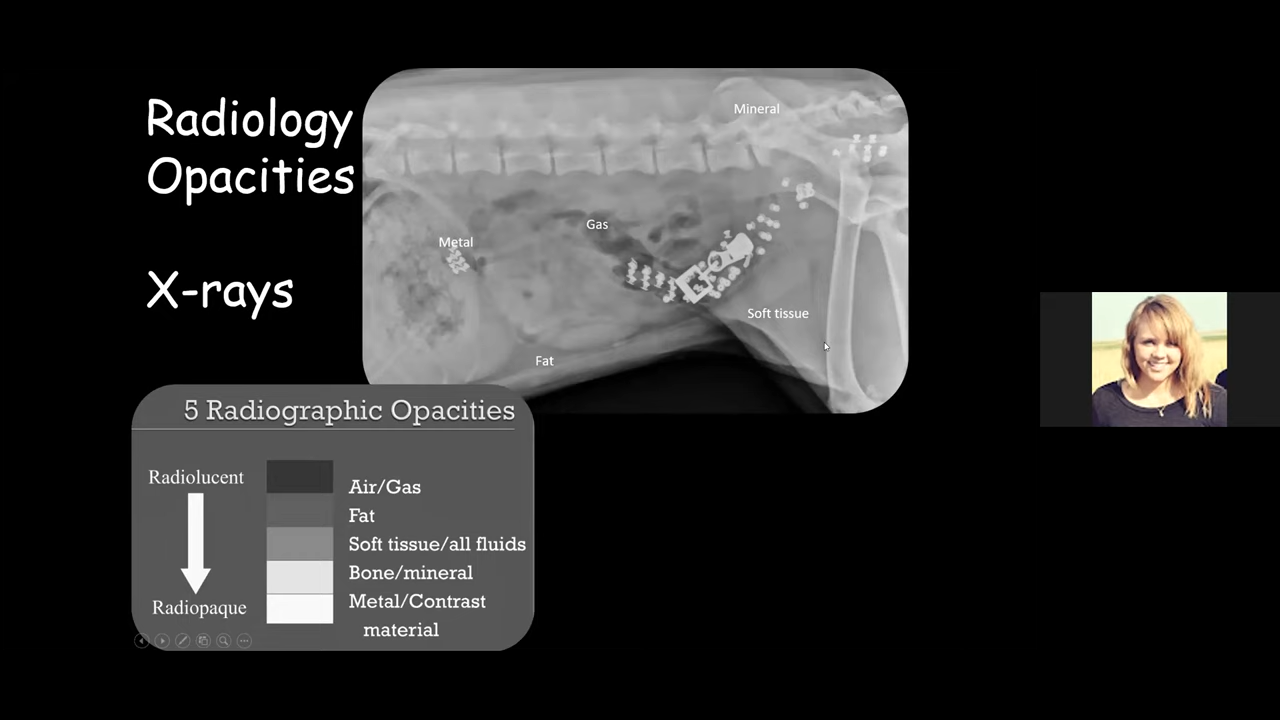 Radiology
Opacities
X-rays
Mineral
Gas
Metal
Soft tissue
Fat
5 Radiographic Opacities
Radiolucent
Radiopaque
Air/Gas
Fat
Soft tissue/all fluids
Bone/mineral
Metal/Contrast
material